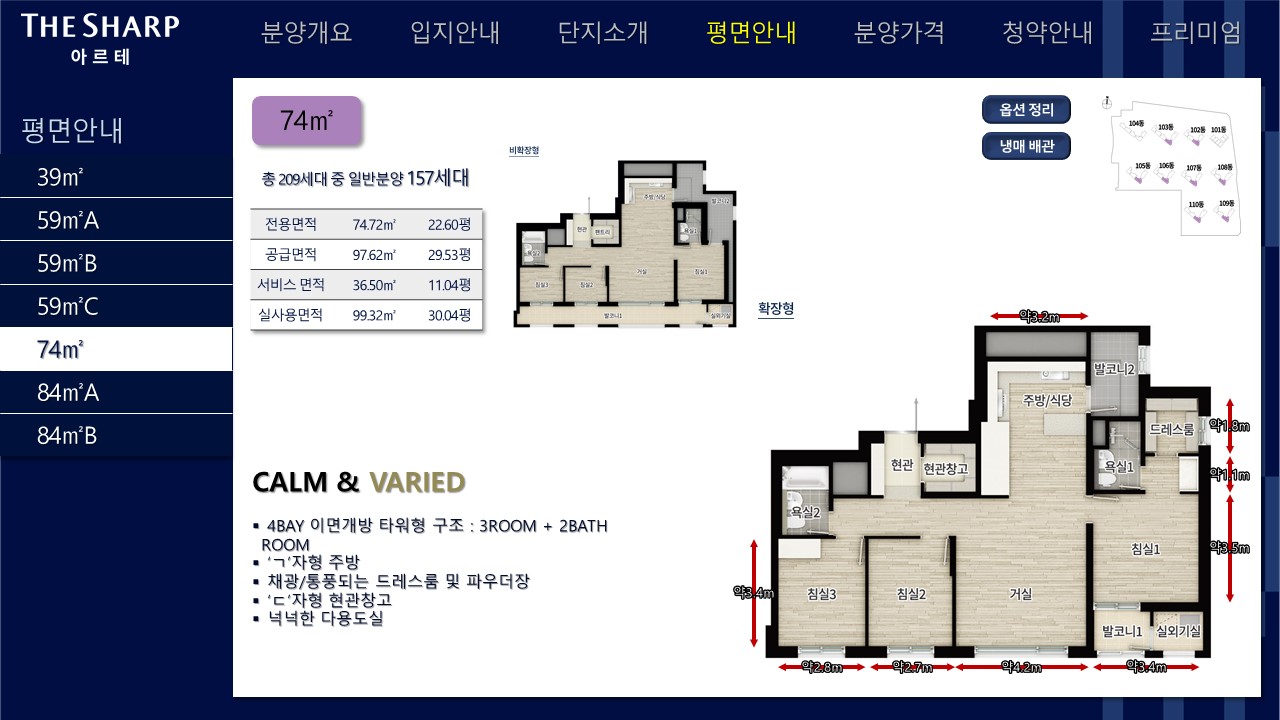 THE SHARP
아르테
분양개요 입지안내 단지소개 평면안내 분양가격 청약안내 프리미엄
평면안내
39㎡
59㎡A
59㎡B
59㎡C
74㎡
84㎡A
84㎡B
74㎡
총 209세대 중 일반분양 157세대
전용면적 74.72㎡ 22.60평
공급면적 97.62㎡ 29.53평
서비스 면적 36.50㎡ 11.04평
실사용면적 99.32㎡ 30.04평
비확장형
주방/식당
발코니2
현관
팬트리
욕실1
욕실2
거실
침실1
침실3
침실2
발코니1
실외기실
옵션 정리
냉매 배관
104동
103동
102동
101동
105동
106동
107동
108동
110동
109동
확장형
약3.2m
발코니2
주방/식당
드레스룸
약1.8m
현관
현관창고
욕실1
약1.1m
욕실2
침실1
약3.5m
약3.4m
침실3
침실2
거실
발코니1
실외기실
약2.8m
약2.7m
약4.2m
약3.4m
CALM & VARIED
▪ 4BAY 이면개방 타워형 구조 : 3ROOM + 2BATH
ROOM
▪ ‘ㄱ’자형 주방
▪ 채광/통풍되는 드레스룸 및 파우더장
▪ ‘ㄷ’자형 현관창고
▪ 넉넉한 다용도실